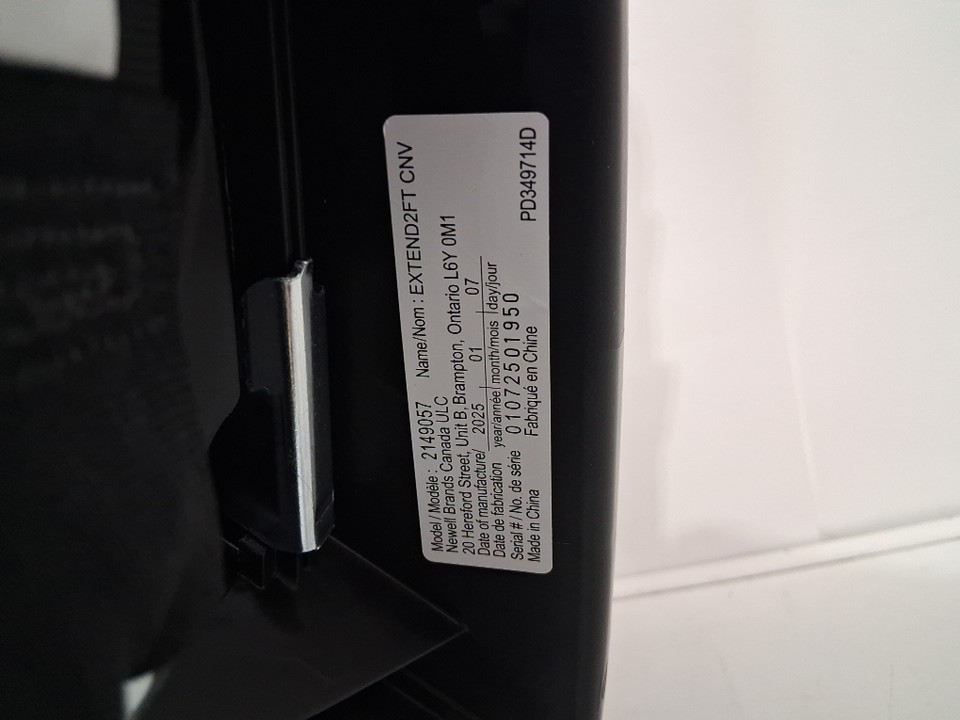 Model / Modèle : 2149057 Name/Nom : EXTEND2FT CNV
Newell Brands Canada ULC
20 Hereford Street, Unit B, Brampton, Ontario L6Y 0M1
Date of manufacture/ 2025 01 07
Date de fabrication year/année month/mois day/jour
Serial # / No. de série 01072501950
Made in China Fabriqué en Chine PD349714D